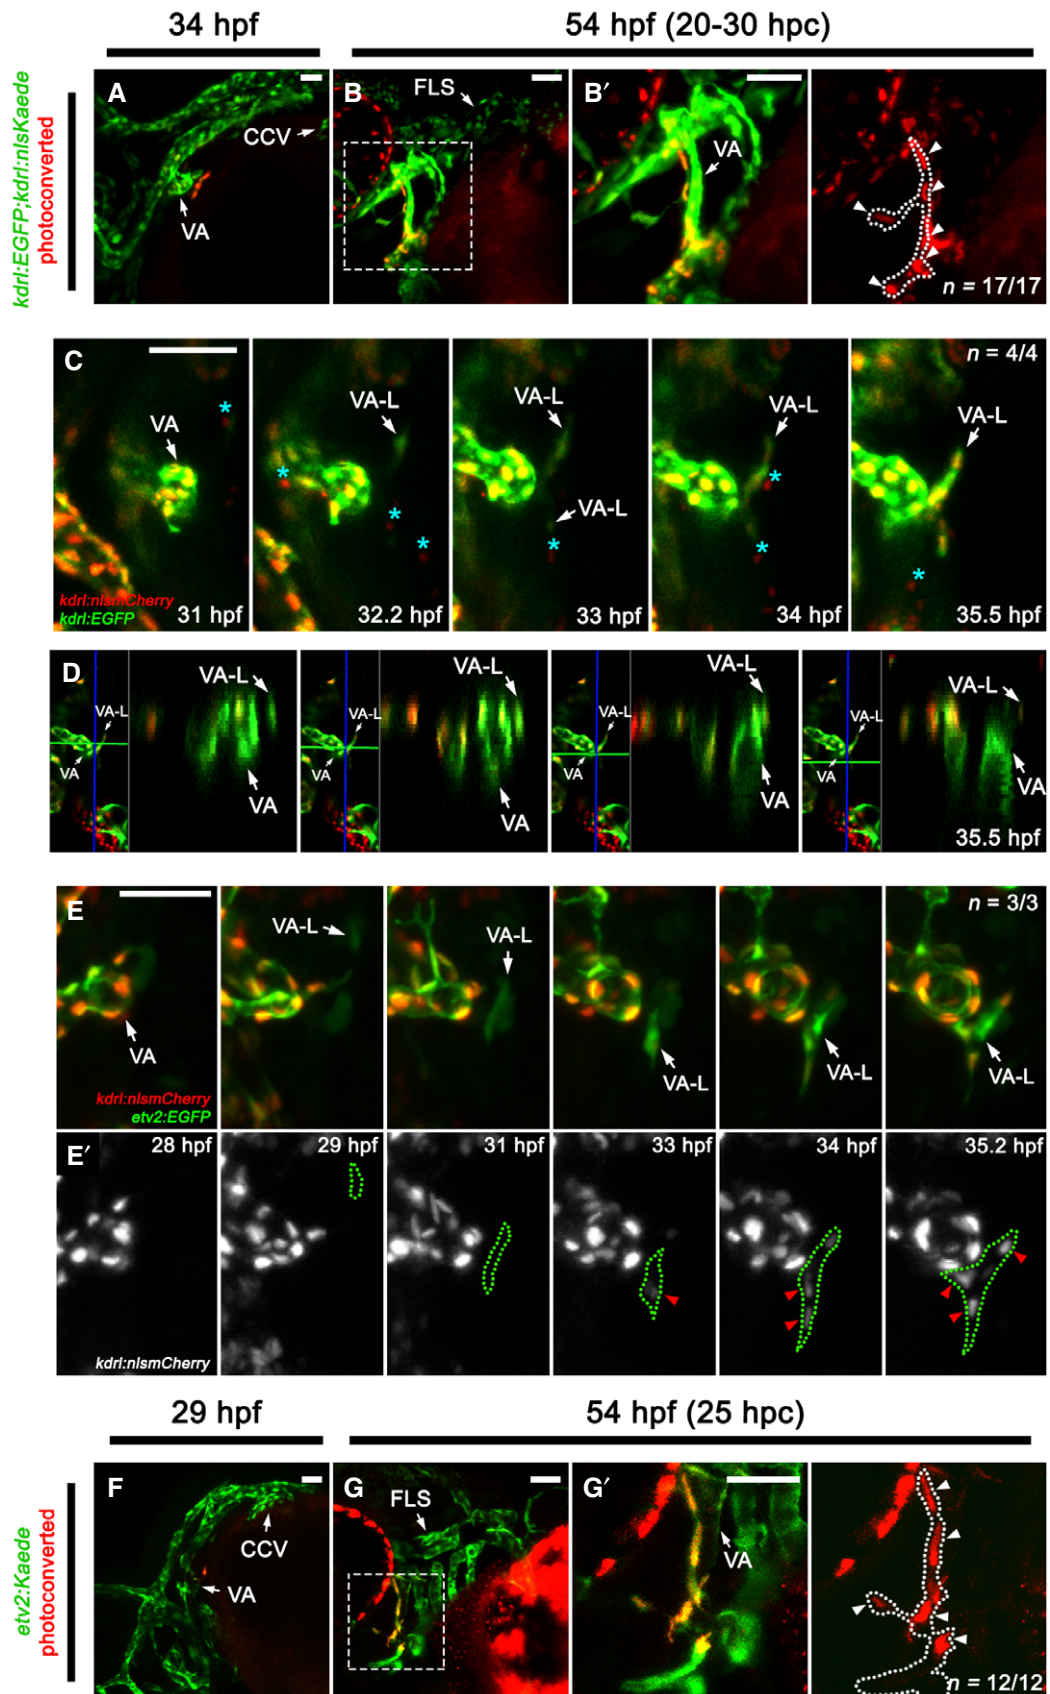 34 hpf
54 hpf (20-30 hpc)
kdrl:EGFP;kdrl:nlsKaede
photoconverted
A
CCV
VA
B
FLS
B′
VA
n = 17/17
C
VA
*
kdrl:nlsmCherry
kdrl:EGFP
31 hpf
VA-L
*
*
*
32.2 hpf
VA-L
VA-L
*
33 hpf
VA-L
*
*
34 hpf
n = 4/4
VA-L
*
35.5 hpf
D
VA-L
VA
VA-L
VA
VA-L
VA
VA-L
VA
VA-L
VA
VA-L
VA
VA-L
VA
VA-L
VA
35.5 hpf
E
VA
kdrl:nlsmCherry
etv2:EGFP
VA-L
VA-L
VA-L
VA-L
n = 3/3
VA-L
E′
28 hpf
kdrl:nlsmCherry
29 hpf
31 hpf
33 hpf
34 hpf
35.2 hpf
29 hpf
54 hpf (25 hpc)
etv2:Kaede
photoconverted
F
CCV
VA
G
FLS
G′
VA
n = 12/12